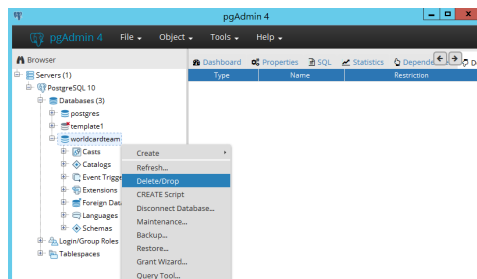 pgAdmin 4
pgAdmin 4 File Object Tools Help
Browser
Dashboard Properties SQL Statistics Depende De
Type Name Restriction
Servers (1)
PostgreSQL 10
Databases (3)
postgres
template1
worldcardteam
Casts
Catalogs
Event Trigge
Extensions
Foreign Data
Languages
Schemas
Login/Group Roles
Tablespaces
Create
Refresh...
Delete/Drop
CREATE Script
Disconnect Database...
Maintenance...
Backup...
Restore...
Grant Wizard...
Query Tool...